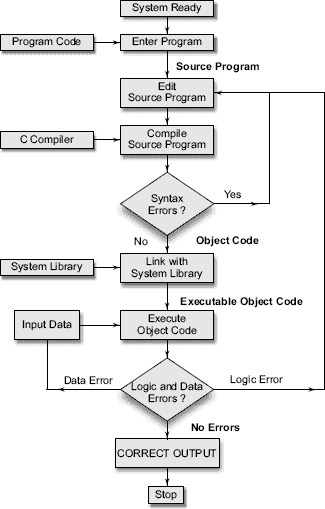 System Ready
Program Code
Enter Program
Source Program
Edit
Source Program
C Compiler
Compile
Source Program
Syntax
Errors ?
Yes
No
Object Code
System Library
Link with
System Library
Executable Object Code
Input Data
Execute
Object Code
Data Error
Logic and Data
Errors ?
Logic Error
No Errors
CORRECT OUTPUT
Stop